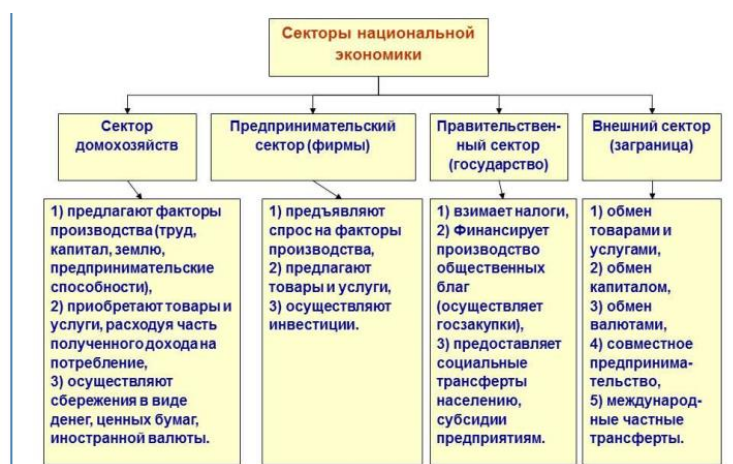 Секторы национальной
экономики
Сектор
домохозяйств
Предпринимательский
сектор (фирмы)
Правительствен-
ный сектор
(государство)
Внешний сектор
(заграница)
1) предлагают факторы
производства (труд,
капитал, землю,
предпринимательские
способности),
2) приобретают товары и
услуги, расходуя часть
полученного дохода на
потребление,
3) осуществляют
сбережения в виде
денег, ценных бумаг,
иностранной валюты.
1) предъявляют
спрос на факторы
производства,
2) предлагают
товары и услуги,
3) осуществляют
инвестиции.
1) взимает налоги,
2) Финансирует
производство
общественных
благ
(осуществляет
госзакупки),
3) предоставляет
социальные
трансферты
населению,
субсидии
предприятиям.
1) обмен
товарами и
услугами,
2) обмен
капиталом,
3) обмен
валютами,
4) совместное
предпринима-
тельство,
5) международ-
ные частные
трансферты.